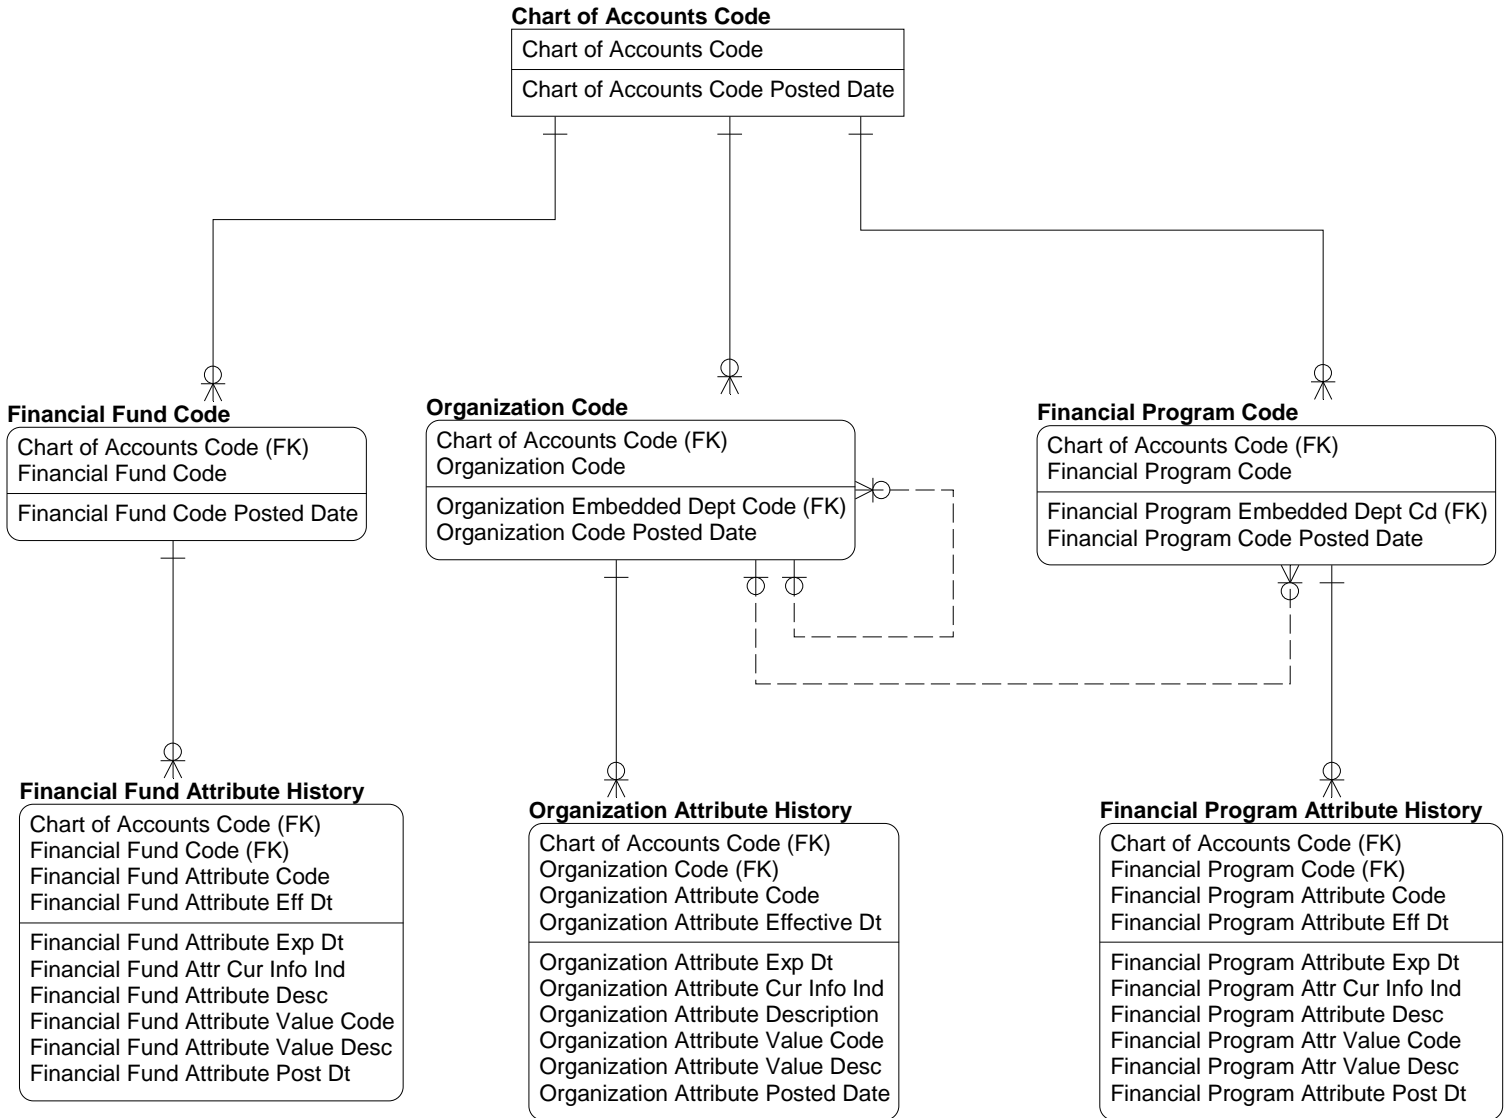 Chart of Accounts Code
Chart of Accounts Code
Chart of Accounts Code Posted Date
Financial Fund Code
Chart of Accounts Code (FK)
Financial Fund Code
Financial Fund Code Posted Date
Organization Code
Chart of Accounts Code (FK)
Organization Code
Organization Embedded Dept Code (FK)
Organization Code Posted Date
Financial Program Code
Chart of Accounts Code (FK)
Financial Program Code
Financial Program Embedded Dept Cd (FK)
Financial Program Code Posted Date
Financial Fund Attribute History
Chart of Accounts Code (FK)
Financial Fund Code (FK)
Financial Fund Attribute Code
Financial Fund Attribute Eff Dt
Financial Fund Attribute Exp Dt
Financial Fund Attr Cur Info Ind
Financial Fund Attribute Desc
Financial Fund Attribute Value Code
Financial Fund Attribute Value Desc
Financial Fund Attribute Post Dt
Organization Attribute History
Chart of Accounts Code (FK)
Organization Code (FK)
Organization Attribute Code
Organization Attribute Effective Dt
Organization Attribute Exp Dt
Organization Attribute Cur Info Ind
Organization Attribute Description
Organization Attribute Value Code
Organization Attribute Value Desc
Organization Attribute Posted Date
Financial Program Attribute History
Chart of Accounts Code (FK)
Financial Program Code (FK)
Financial Program Attribute Code
Financial Program Attribute Eff Dt
Financial Program Attribute Exp Dt
Financial Program Attr Cur Info Ind
Financial Program Attribute Desc
Financial Program Attr Value Code
Financial Program Attr Value Desc
Financial Program Attribute Post Dt